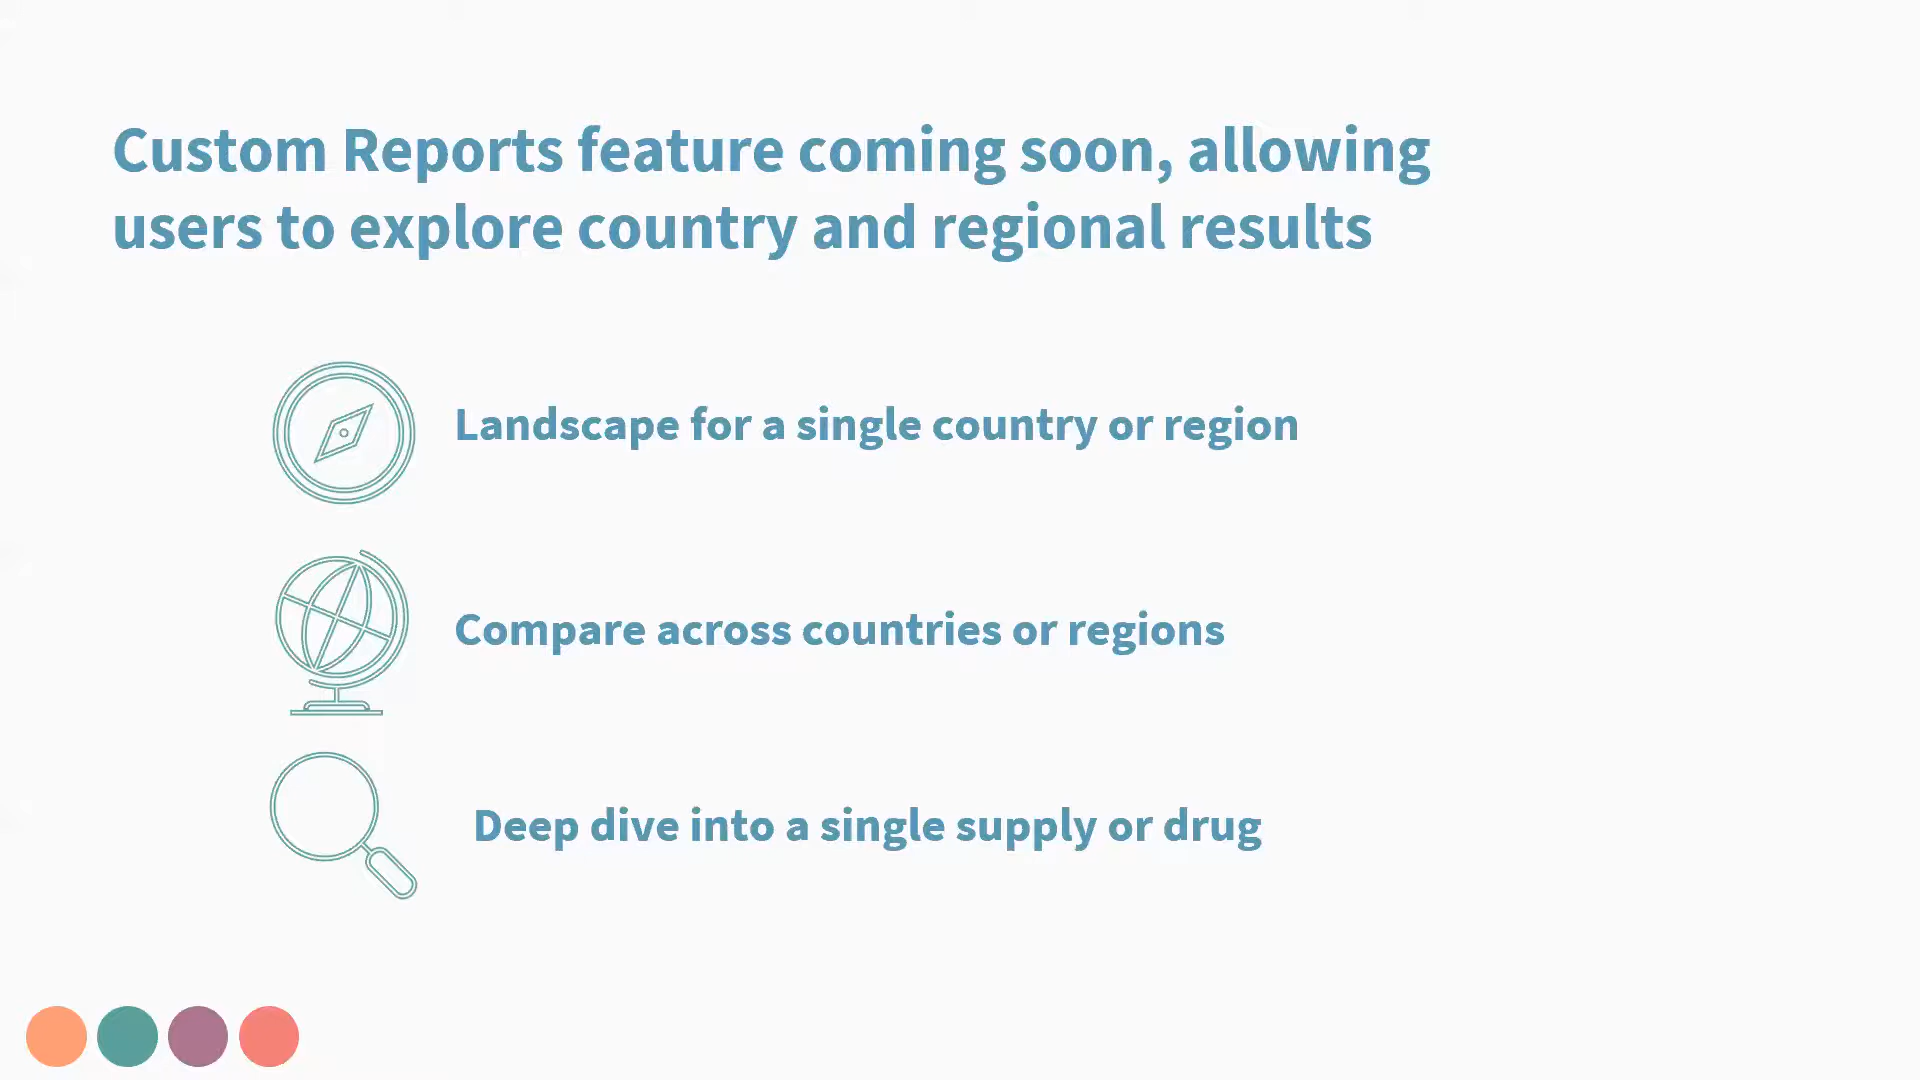 Custom Reports feature coming soon, allowing
users to explore country and regional results
Landscape for a single country or region
Compare across countries or regions
Deep dive into a single supply or drug